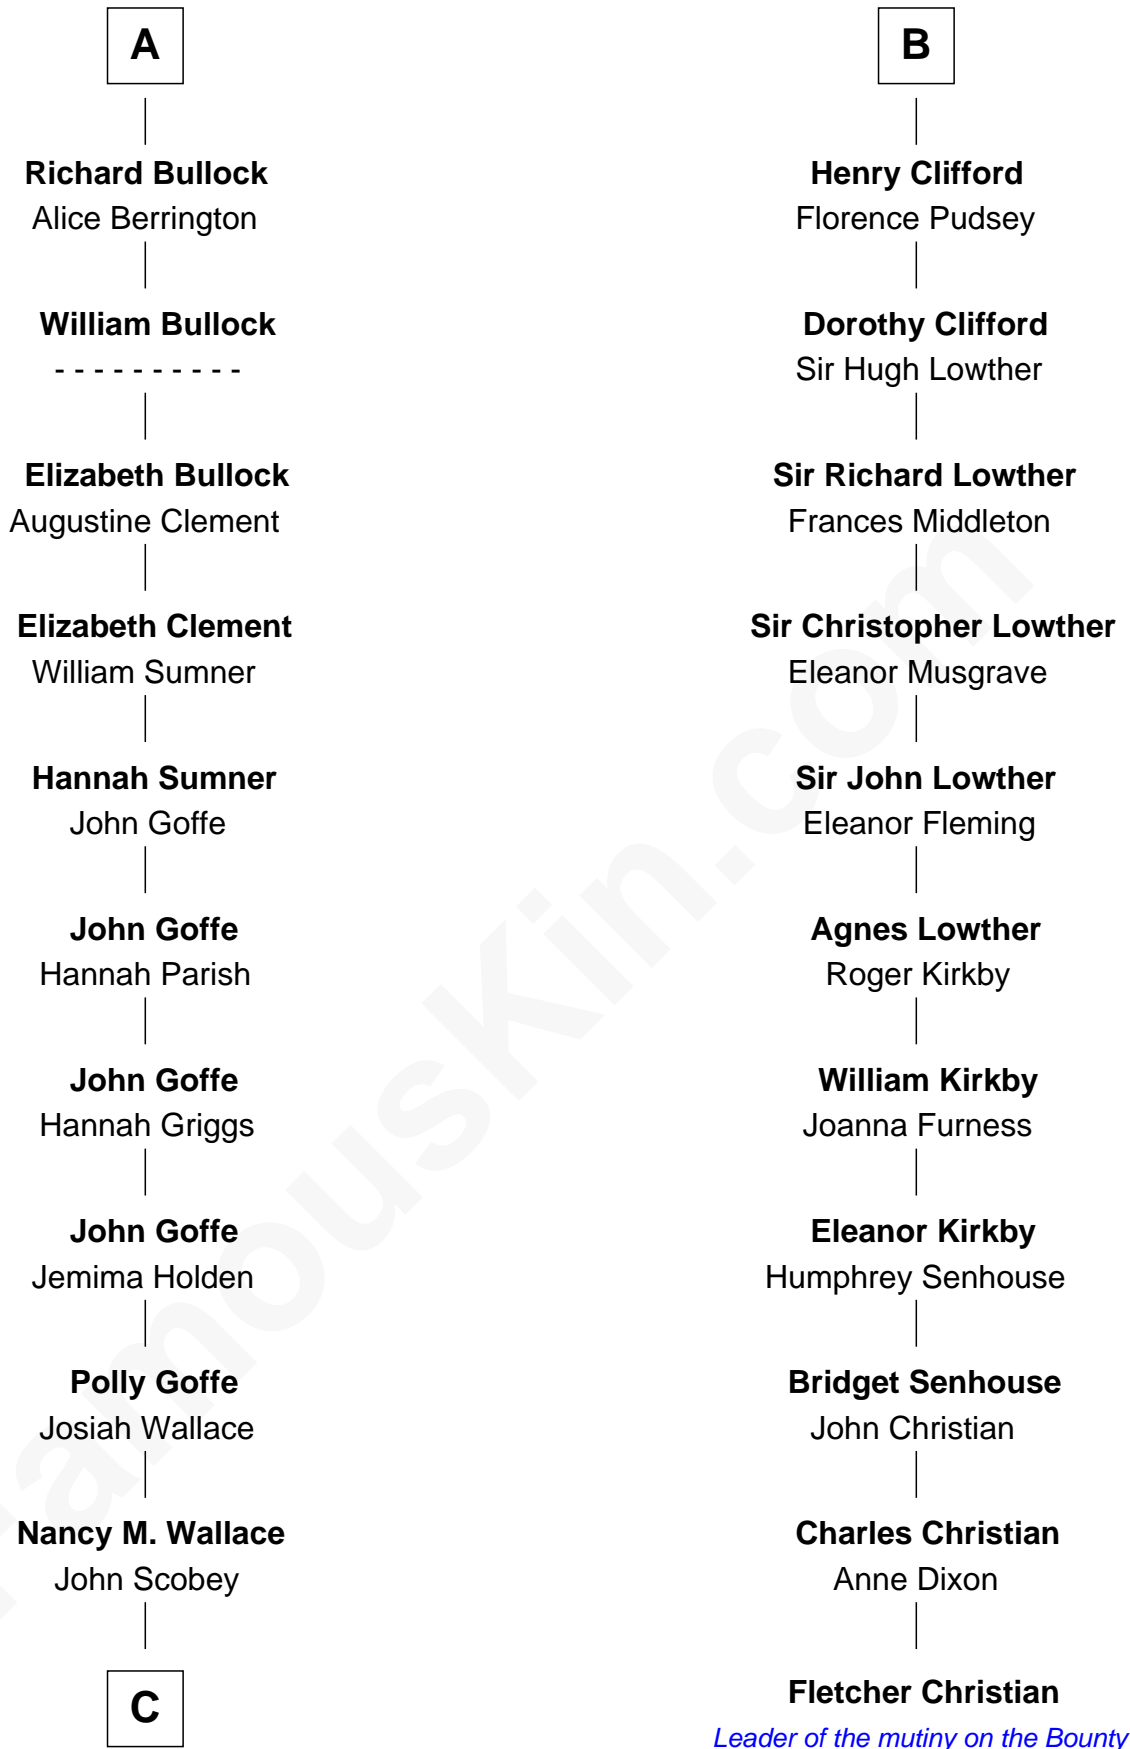 A
Richard Bullock
Alice Berrington
William Bullock
- - - - - - - - - -
Elizabeth Bullock
Augustine Clement
Elizabeth Clement
William Sumner
Hannah Sumner
John Goffe
John Goffe
Hannah Parish
John Goffe
Hannah Griggs
John Goffe
Jemima Holden
Polly Goffe
Josiah Wallace
Nancy M. Wallace
John Scobey
C
B
Henry Clifford
Florence Pudsey
Dorothy Clifford
Sir Hugh Lowther
Sir Richard Lowther
Frances Middleton
Sir Christopher Lowther
Eleanor Musgrave
Sir John Lowther
Eleanor Fleming
Agnes Lowther
Roger Kirkby
William Kirkby
Joanna Furness
Eleanor Kirkby
Humphrey Senhouse
Bridget Senhouse
John Christian
Charles Christian
Anne Dixon
Fletcher Christian
Leader of the mutiny on the Bounty
FamousKin.com